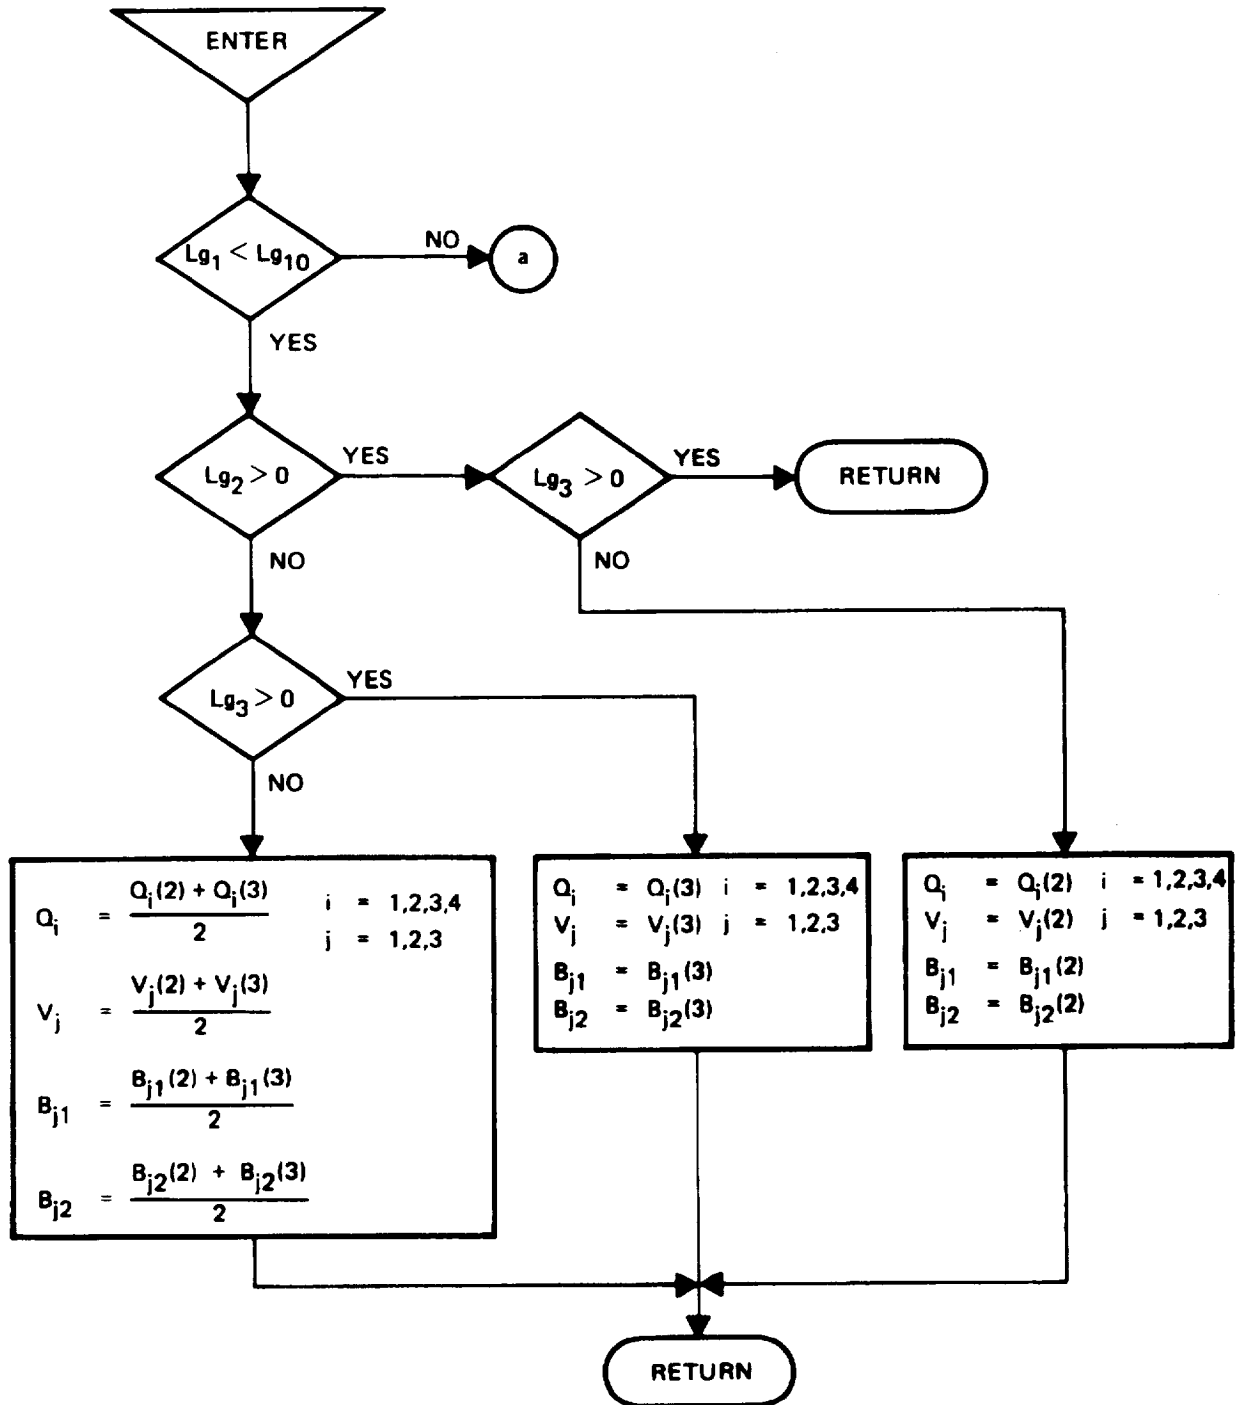 ENTER
Lg₁ < Lg₁₀
NO
a
YES
Lg₂ > 0
YES
Lg₃ > 0
YES
RETURN
NO
NO
Lg₃ > 0
YES
NO
Qᵢ = (Qᵢ(2) + Qᵢ(3)) / 2 i = 1,2,3,4
j = 1,2,3
Vⱼ = (Vⱼ(2) + Vⱼ(3)) / 2
Bⱼ₁ = (Bⱼ₁(2) + Bⱼ₁(3)) / 2
Bⱼ₂ = (Bⱼ₂(2) + Bⱼ₂(3)) / 2
Qᵢ = Qᵢ(3) i = 1,2,3,4
Vⱼ = Vⱼ(3) j = 1,2,3
Bⱼ₁ = Bⱼ₁(3)
Bⱼ₂ = Bⱼ₂(3)
Qᵢ = Qᵢ(2) i = 1,2,3,4
Vⱼ = Vⱼ(2) j = 1,2,3
Bⱼ₁ = Bⱼ₁(2)
Bⱼ₂ = Bⱼ₂(2)
RETURN